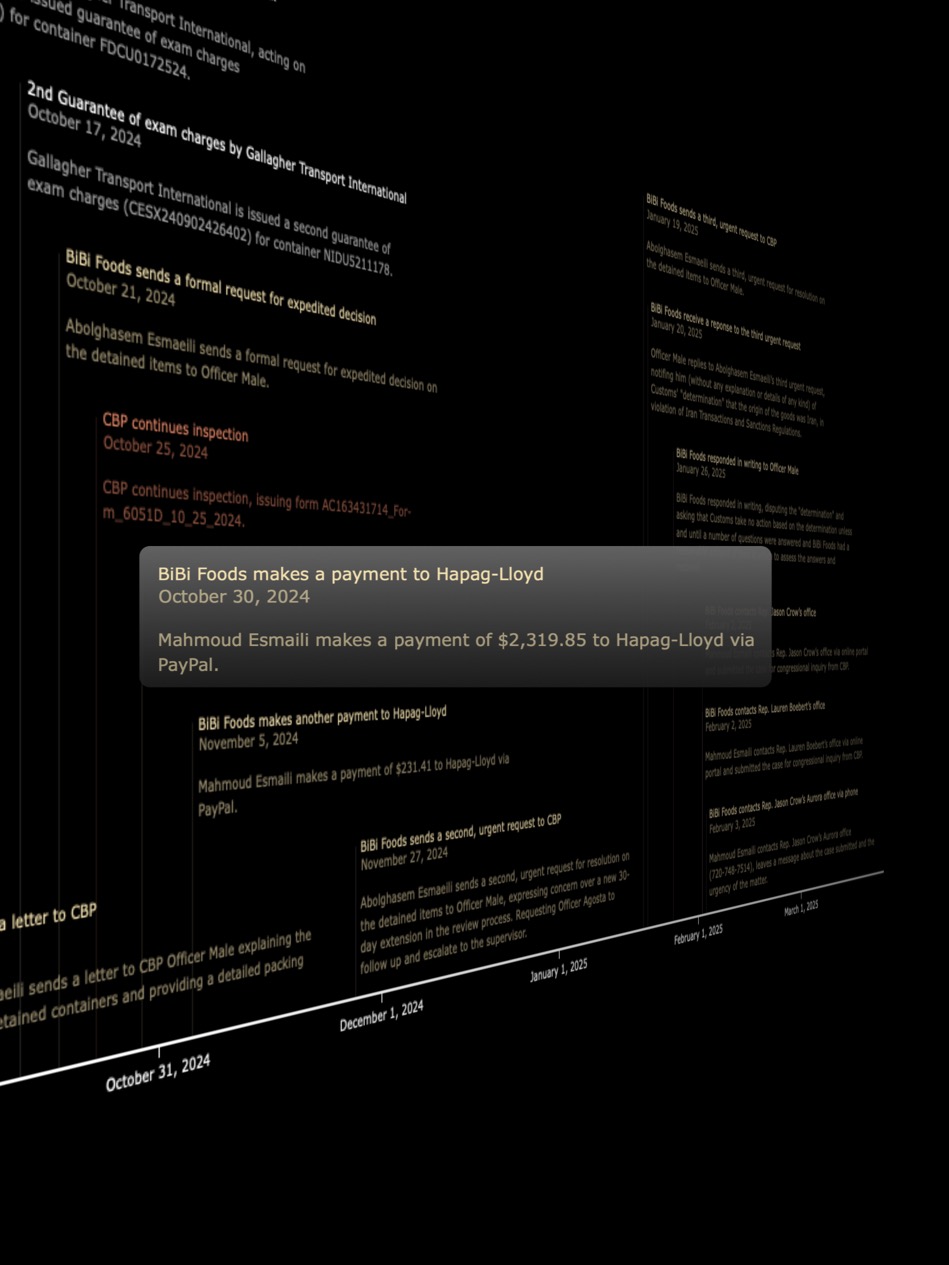 Transport International, acting on
issued guarantee of exam charges
) for container FDCU0172524.
2nd Guarantee of exam charges by Gallagher Transport International
October 17, 2024
Gallagher Transport International is issued a second guarantee of
exam charges (CESX240902426402) for container NIDU5211178.
BiBi Foods sends a formal request for expedited decision
October 21, 2024
Abolghasem Esmaeili sends a formal request for expedited decision on
the detained items to Officer Male.
CBP continues inspection
October 25, 2024
CBP continues inspection, issuing form AC163431714_For-
m_6051D_10_25_2024.
BiBi Foods makes a payment to Hapag-Lloyd
October 30, 2024
Mahmoud Esmaili makes a payment of $2,319.85 to Hapag-Lloyd via
PayPal.
BiBi Foods makes another payment to Hapag-Lloyd
November 5, 2024
Mahmoud Esmaili makes a payment of $231.41 to Hapag-Lloyd via
PayPal.
BiBi Foods sends a second, urgent request to CBP
November 27, 2024
Abolghasem Esmaeili sends a second, urgent request for resolution on
the detained items to Officer Male, expressing concern over a new 30-
day extension in the review process. Requesting Officer Agosta to
follow up and escalate to the supervisor.
a letter to CBP
aeili sends a letter to CBP Officer Male explaining the
etained containers and providing a detailed packing
BiBi Foods sends a third, urgent request to CBP
January 19, 2025
Abolghasem Esmaeili sends a third, urgent request for resolution on
the detained items to Officer Male.
BiBi Foods receive a reponse to the third urgent request
January 20, 2025
Officer Male replies to Abolghasem Esmaeili's third urgent request,
notifing him (without any explanation or details of any kind) of
Customs' "determination" that the origin of the goods was Iran, in
violation of Iran Transactions and Sanctions Regulations.
BiBi Foods responded in writing to Officer Male
January 26, 2025
BiBi Foods responded in writing, disputing the "determination" and
asking that Customs take no action based on the determination unless
and until a number of questions were answered and BiBi Foods had a
to assess the answers and
Jason Crow's office
Rep. Jason Crow's office via online portal
for congressional inquiry from CBP.
BiBi Foods contacts Rep. Lauren Boebert's office
February 2, 2025
Mahmoud Esmaili contacts Rep. Lauren Boebert's office via online
portal and submitted the case for congressional inquiry from CBP.
BiBi Foods contacts Rep. Jason Crow's Aurora office via phone
February 3, 2025
Mahmoud Esmaili contacts Rep. Jason Crow's Aurora office
(720-748-7514), leaves a message about the case submitted and the
urgency of the matter.
October 31, 2024
December 1, 2024
January 1, 2025
February 1, 2025
March 1, 2025